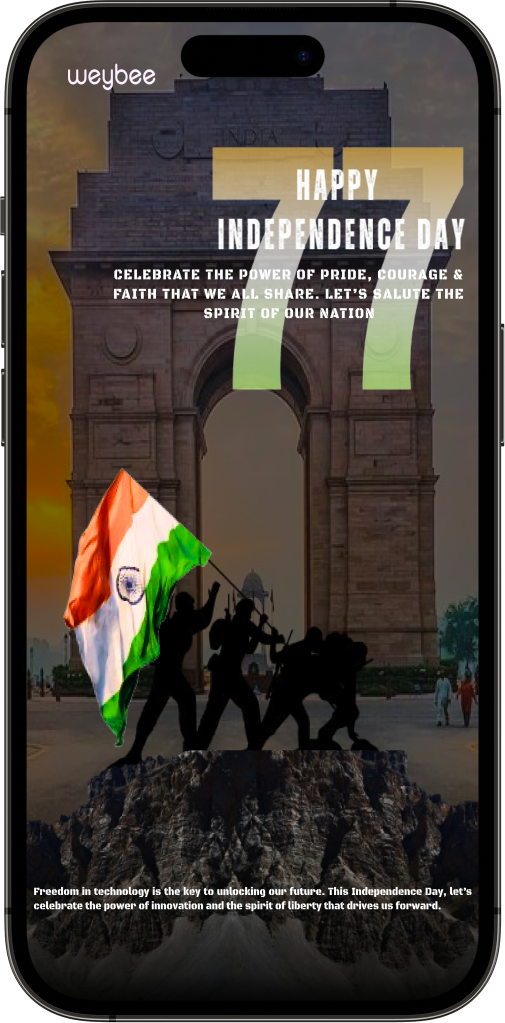 weybee
INDIA
77
HAPPY
INDEPENDENCE DAY
CELEBRATE THE POWER OF PRIDE, COURAGE &
FAITH THAT WE ALL SHARE. LET'S SALUTE THE
SPIRIT OF OUR NATION
Freedom in technology is the key to unlocking our future. This Independence Day, let's
celebrate the power of innovation and the spirit of liberty that drives us forward.